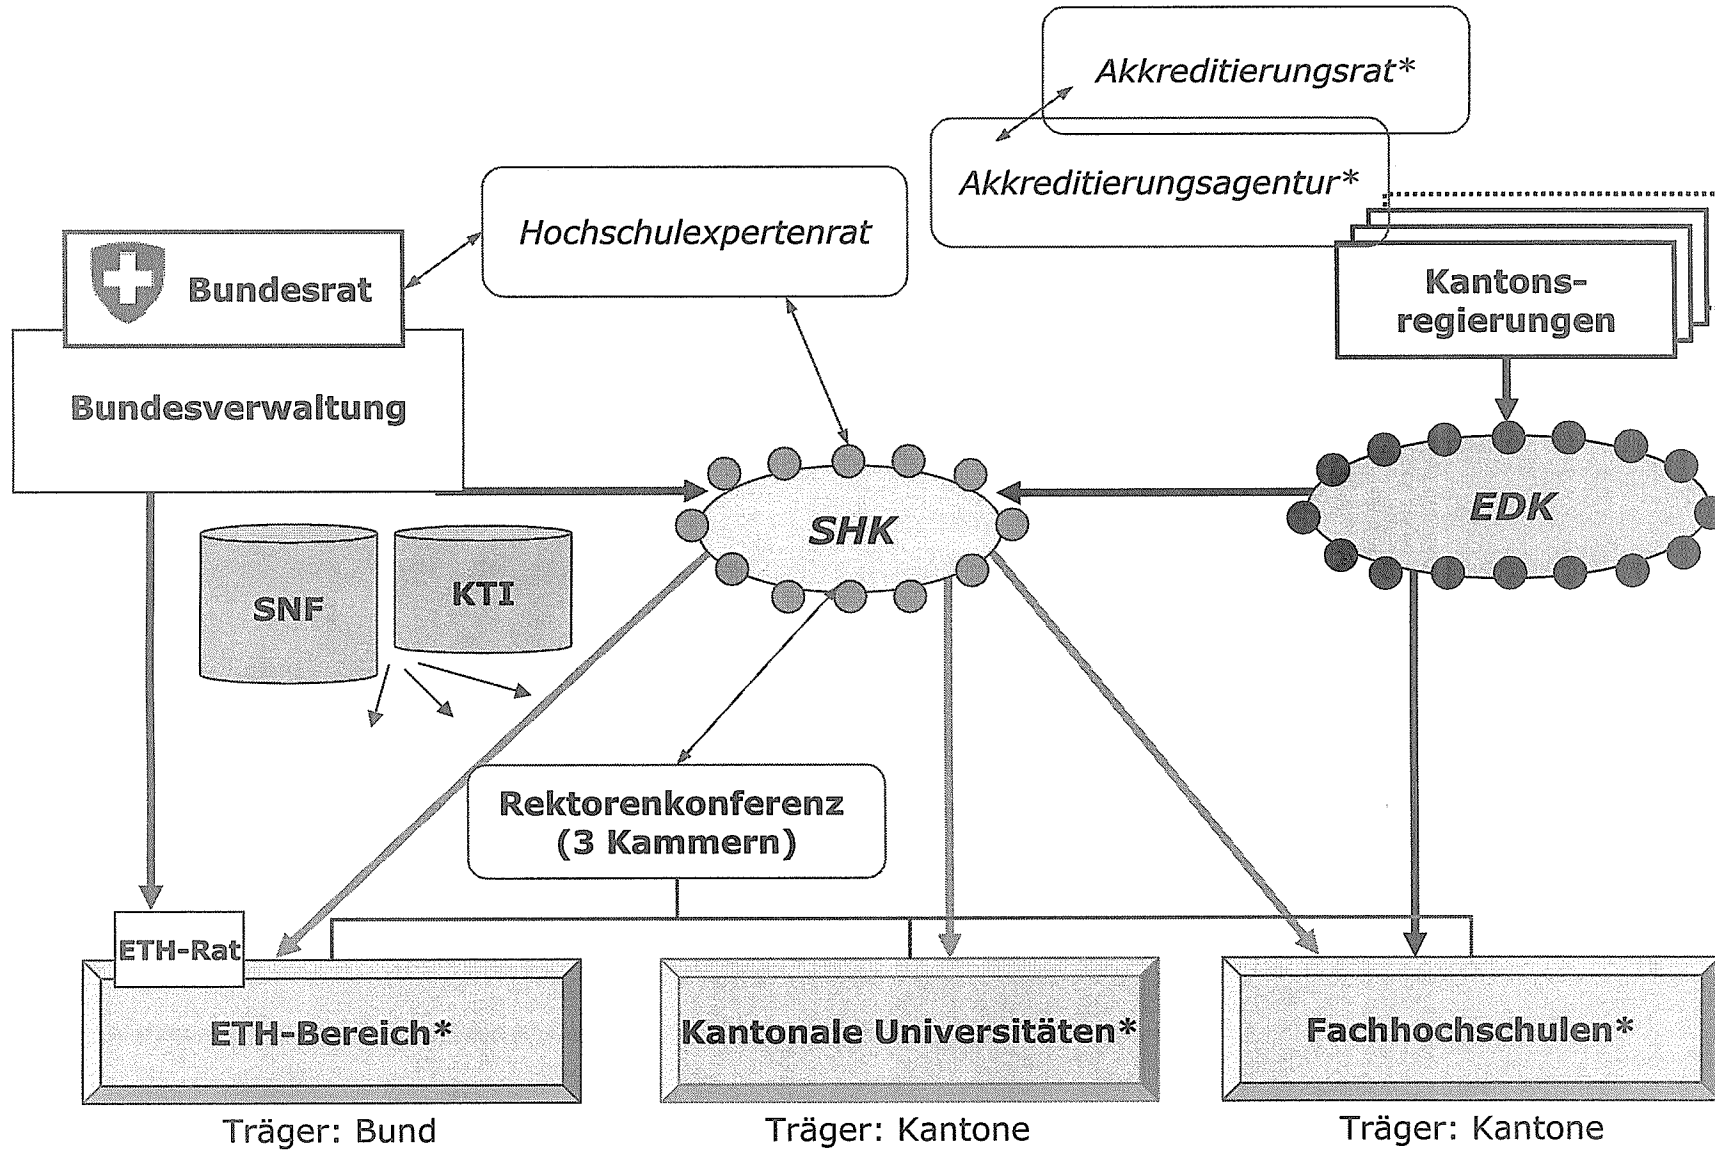 Akkreditierungsrat*
Akkreditierungsagentur*
Hochschulexpertenrat
Bundesrat
Kantons-
regierungen
Bundesverwaltung
SHK
EDK
SNF
KTI
Rektorenkonferenz
(3 Kammern)
ETH-Rat
ETH-Bereich*
Kantonale Universitäten*
Fachhochschulen*
Träger: Bund
Träger: Kantone
Träger: Kantone